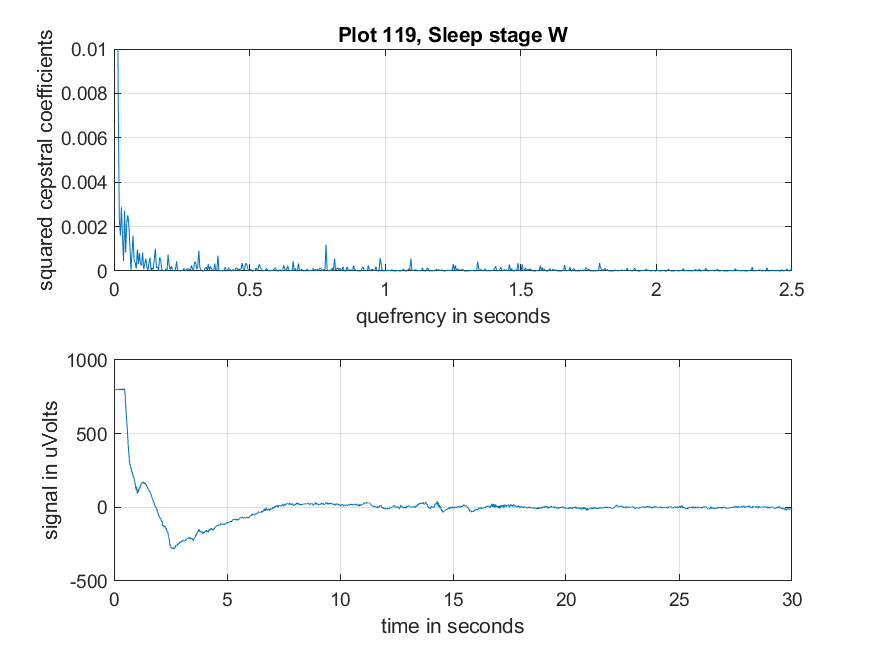 Plot 119, Sleep stage W
squared cepstral coefficients
0.01
0.008
0.006
0.004
0.002
0
0 0.5 1 1.5 2 2.5
quefrency in seconds
signal in uVolts
1000
500
0
-500
0 5 10 15 20 25 30
time in seconds